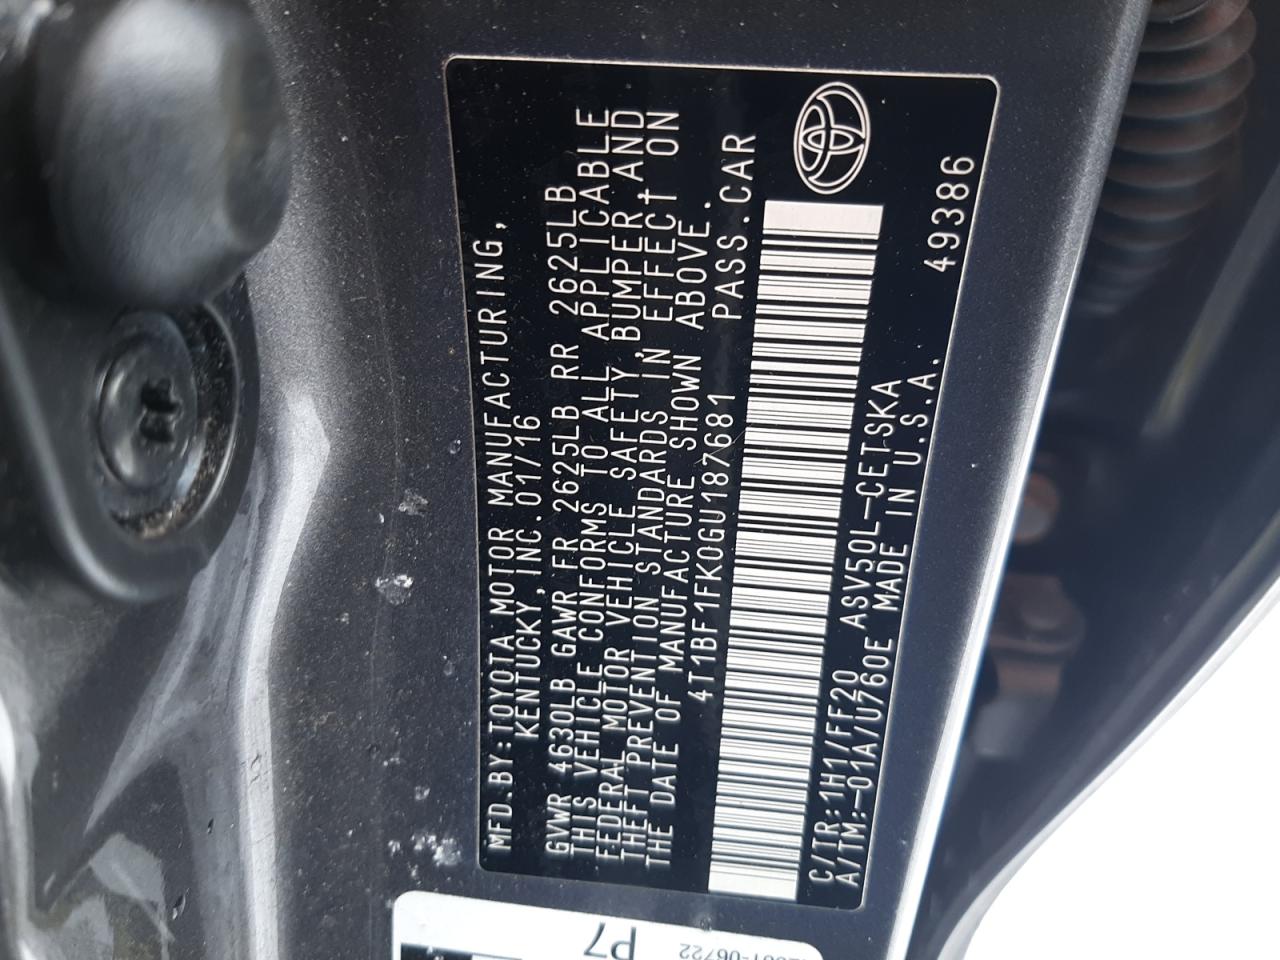 MFD.BY:TOYOTA MOTOR MANUFACTURING,
KENTUCKY, INC.01/16
GVWR 4630LB GAWR FR 2625LB RR 2625LB
THIS VEHICLE CONFORMS TO ALL APPLICABLE
FEDERAL MOTOR VEHICLE SAFETY,BUMPER,AND
THEFT PREVENTION STANDARDS IN EFFECT ON
THE DATE OF MANUFACTURE SHOWN ABOVE.
4T1BF1FK0GU187681 PASS.CAR
C/TR:1H1/FF20 ASV50L-CETSKA
A/TM:-01A/U760E MADE IN U.S.A.
49386
P7